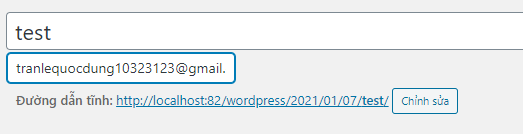 test
tranlequocdung10323123@gmail.
Đường dẫn tĩnh: http://localhost:82/wordpress/2021/01/07/test/ Chỉnh sửa